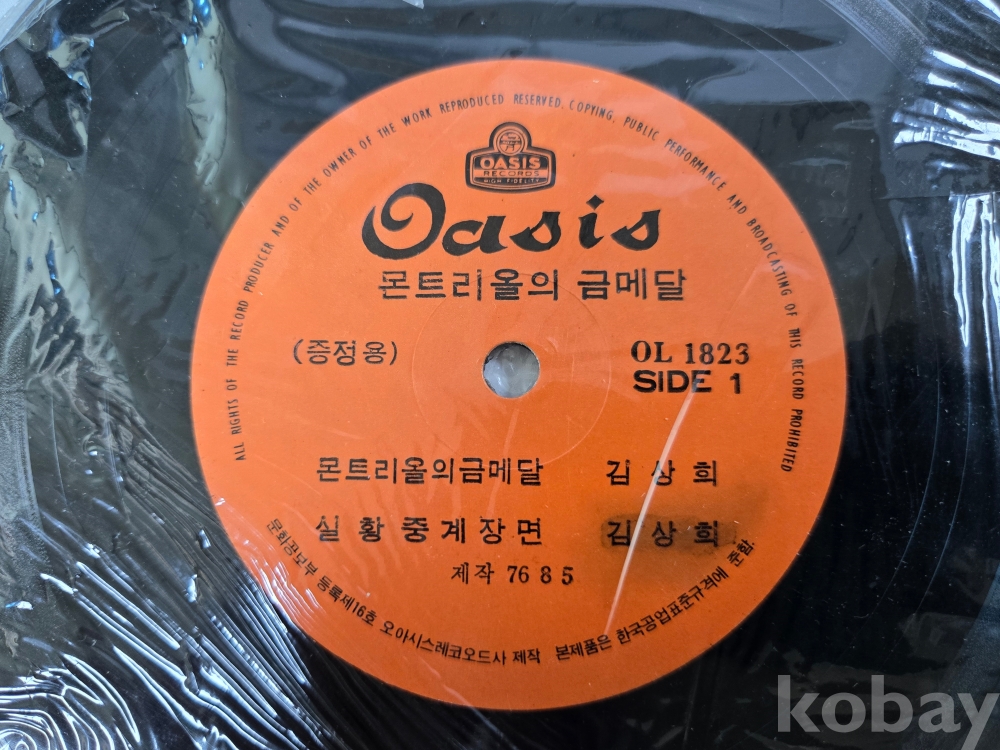 ALL RIGHTS OF THE RECORD PRODUCER AND OF THE OWNER OF THE WORK REPRODUCED RESERVED. COPYING, PUBLIC PERFORMANCE AND BROADCASTING OF THIS RECORD PROHIBITED
OASIS
RECORDS
HIGH FIDELITY
Oasis
몬트리올의 금메달
(증정용)
OL 1823
SIDE 1
몬트리올의금메달 김상희
실황중계장면 김상희
제작 76 8 5
문화공보부 등록제16호 오아시스레코오드사 제작 본제품은 한국공업표준규격에 준함
kobay